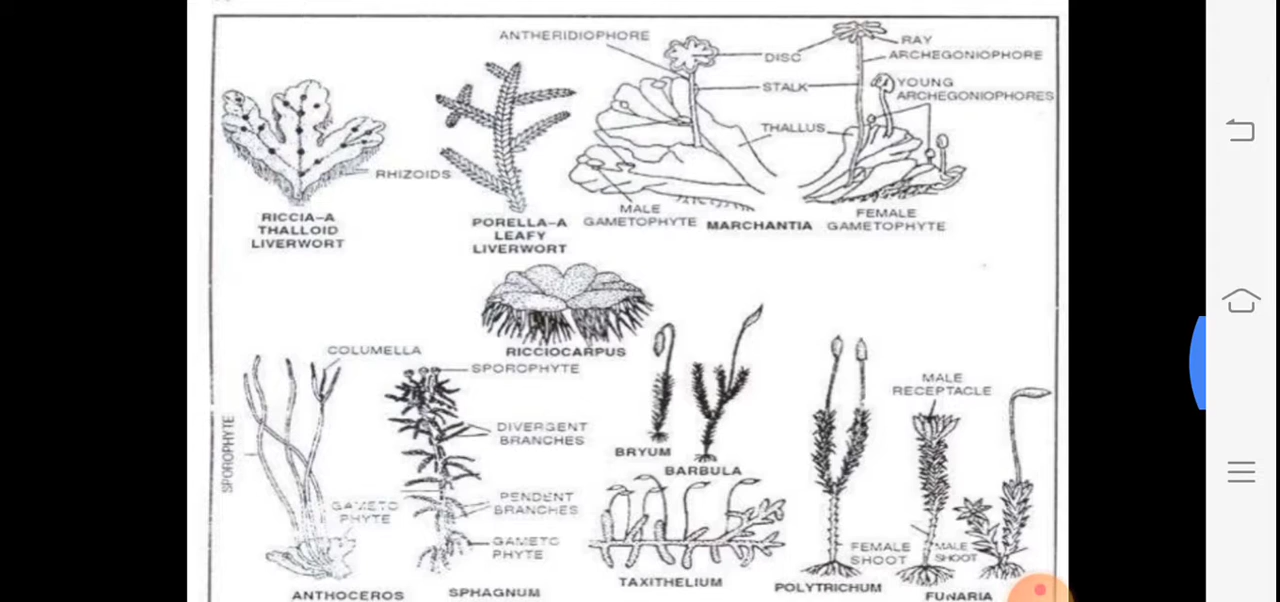 ANTHERIDIOPHORE
DISC
RAY
ARCHEGONIOPHORE
STALK
YOUNG
ARCHEGONIOPHORES
THALLUS
RHIZOIDS
RICCIA-A
THALLOID
LIVERWORT
PORELLA-A
LEAFY
LIVERWORT
MALE
GAMETOPHYTE
MARCHANTIA
FEMALE
GAMETOPHYTE
RICCIOCARPUS
COLUMELLA
SPOROPHYTE
SPOROPHYTE
DIVERGENT
BRANCHES
GAMETO
PHYTE
PENDENT
BRANCHES
GAMETO
PHYTE
ANTHOCEROS
SPHAGNUM
BRYUM
BARBULA
TAXITHELIUM
MALE
RECEPTACLE
FEMALE
SHOOT
MALE
SHOOT
POLYTRICHUM
FUNARIA